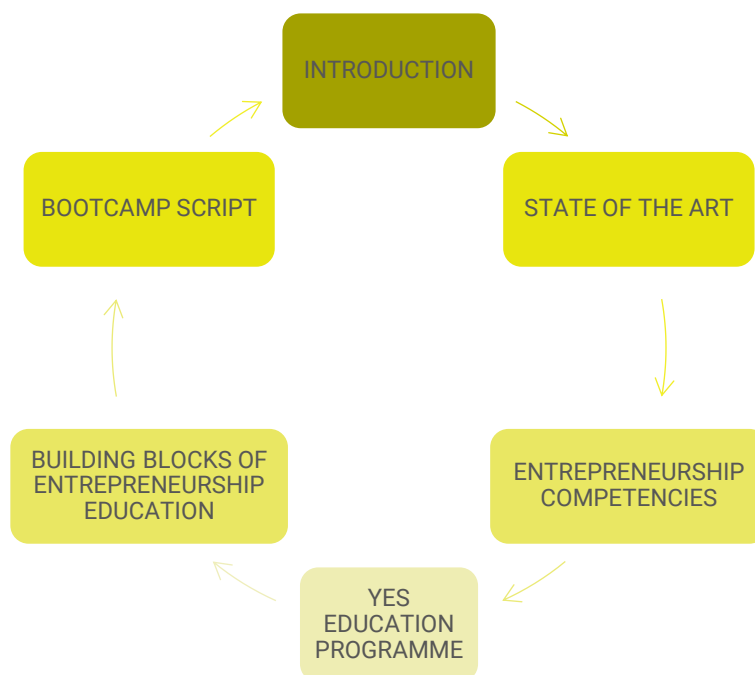 INTRODUCTION
STATE OF THE ART
ENTREPRENEURSHIP
COMPETENCIES
YES
EDUCATION
PROGRAMME
BUILDING BLOCKS OF
ENTREPRENEURSHIP
EDUCATION
BOOTCAMP SCRIPT